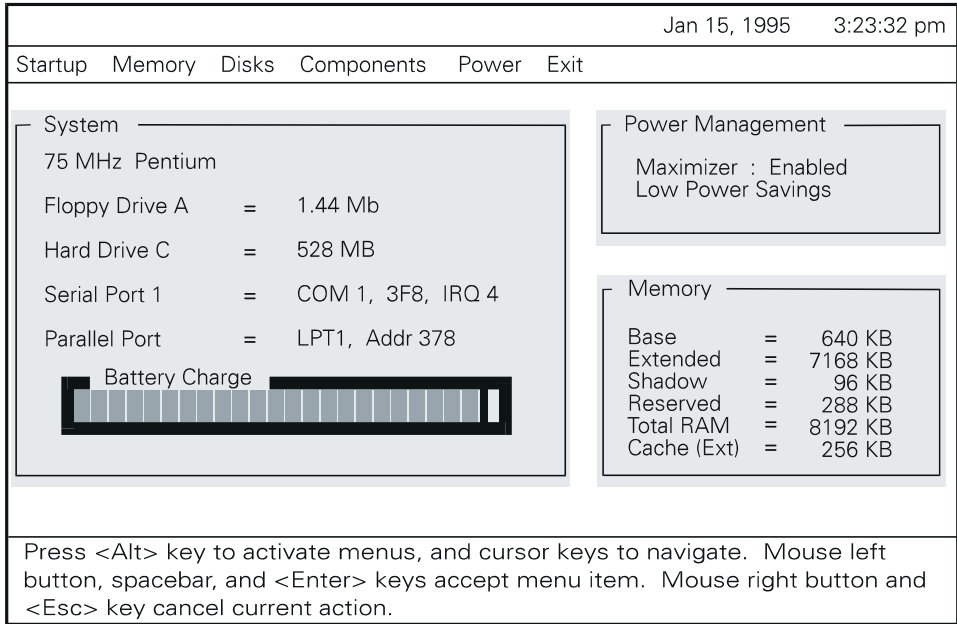 Jan 15, 1995 3:23:32 pm
Startup Memory Disks Components Power Exit
System
75 MHz Pentium
Floppy Drive A = 1.44 Mb
Hard Drive C = 528 MB
Serial Port 1 = COM 1, 3F8, IRQ 4
Parallel Port = LPT1, Addr 378
Battery Charge
Power Management
Maximizer : Enabled
Low Power Savings
Memory
Base = 640 KB
Extended = 7168 KB
Shadow = 96 KB
Reserved = 288 KB
Total RAM = 8192 KB
Cache (Ext) = 256 KB
Press <Alt> key to activate menus, and cursor keys to navigate. Mouse left
button, spacebar, and <Enter> keys accept menu item. Mouse right button and
<Esc> key cancel current action.